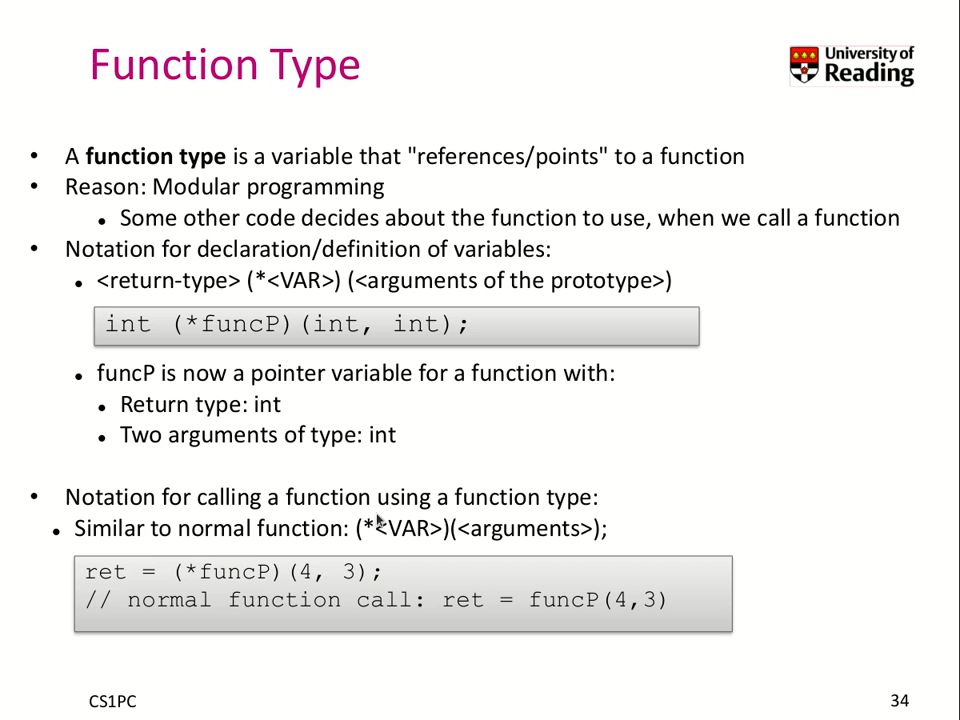 Function Type
University of
Reading
• A function type is a variable that "references/points" to a function
• Reason: Modular programming
• Some other code decides about the function to use, when we call a function
• Notation for declaration/definition of variables:
• <return-type> (*<VAR>) (<arguments of the prototype>)
int (*funcP)(int, int);
• funcP is now a pointer variable for a function with:
• Return type: int
• Two arguments of type: int
• Notation for calling a function using a function type:
• Similar to normal function: (*<VAR>)(<arguments>);
ret = (*funcP)(4, 3);
// normal function call: ret = funcP(4,3)
CS1PC
34